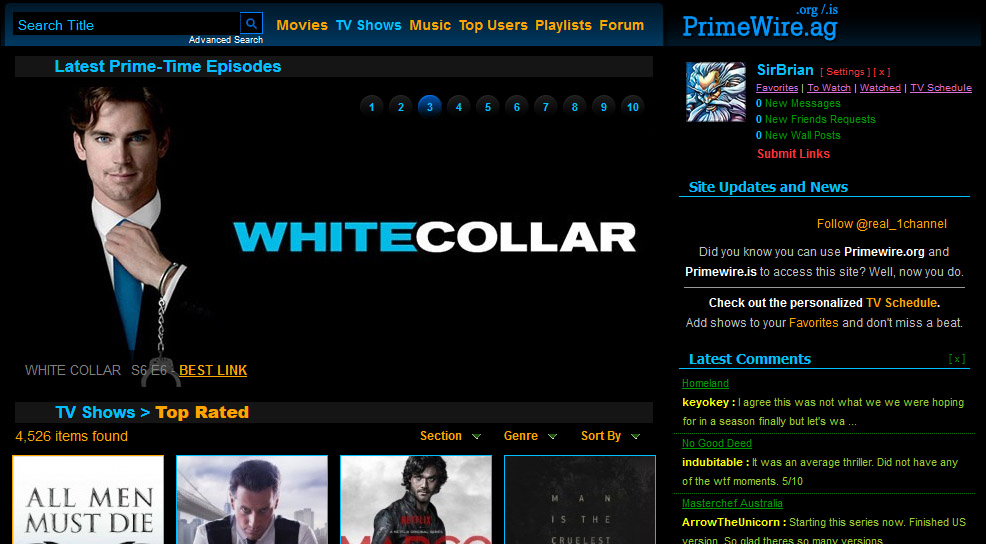 Search Title
Advanced Search
Movies TV Shows Music Top Users Playlists Forum
.org /.is
PrimeWire.ag
Latest Prime-Time Episodes
1 2 3 4 5 6 7 8 9 10
WHITECOLLAR
WHITE COLLAR S6 E6 - BEST LINK
TV Shows > Top Rated
4,526 items found
Section Genre Sort By
ALL MEN
MUST DIE
NETFLIX
A NETFLIX ORIGINAL SERIES
MARCO
MAN
IS THE
CRUELEST
SirBrian [ Settings ] [ x ]
Favorites | To Watch | Watched | TV Schedule
0 New Messages
0 New Friends Requests
0 New Wall Posts
Submit Links
Site Updates and News
Follow @real_1channel
Did you know you can use Primewire.org and
Primewire.is to access this site? Well, now you do.
Check out the personalized TV Schedule.
Add shows to your Favorites and don't miss a beat.
Latest Comments [ x ]
Homeland
keyokey : I agree this was not what we we were hoping
for in a season finally but let's wa ...
No Good Deed
indubitable : It was an average thriller. Did not have any
of the wtf moments. 5/10
Masterchef Australia
ArrowTheUnicorn : Starting this series now. Finished US
version. So glad theres so many versions